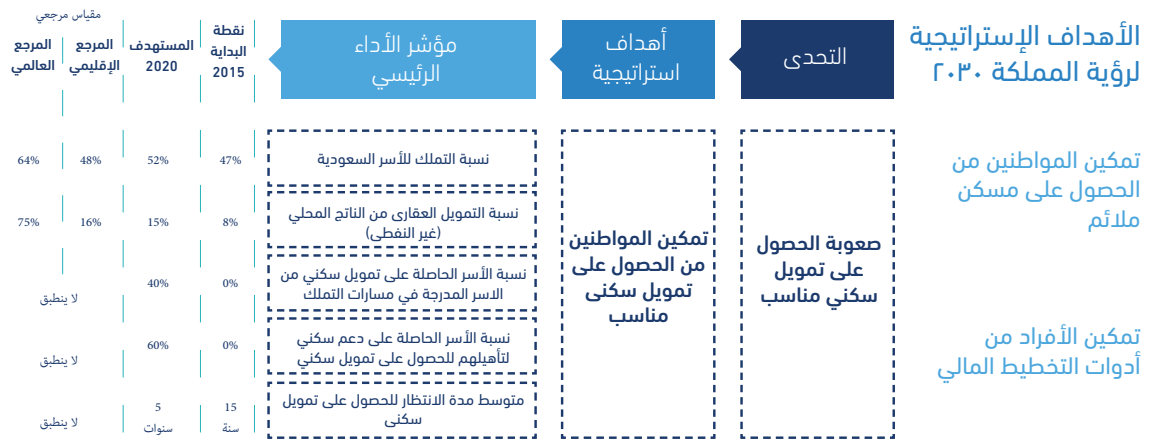 الأهداف الإستراتيجية
لرؤية المملكة ٢٠٣٠
التحدى
أهداف
استراتيجية
مؤشر الأداء
الرئيسي
نقطة
البداية
2015
المستهدف
2020
مقياس مرجعي
المرجع
الإقليمي
المرجع
العالمي
تمكين المواطنين من
الحصول على مسكن
ملائم
تمكين الأفراد من
أدوات التخطيط المالي
صعوبة الحصول
على تمويل
سكني مناسب
تمكين المواطنين
من الحصول على
تمويل سكنى
مناسب
نسبة التملك للأسر السعودية
47%
52%
48%
64%
نسبة التمويل العقارى من الناتج المحلي
(غير النفطى)
8%
15%
16%
75%
نسبة الأسر الحاصلة على تمويل سكني من
الاسر المدرجة في مسارات التملك
0%
40%
لا ينطبق
نسبة الأسر الحاصلة على دعم سكني
لتأهيلهم للحصول على تمويل سكني
0%
60%
لا ينطبق
متوسط مدة الانتظار للحصول على تمويل
سكنى
15
سنة
5
سنوات
لا ينطبق